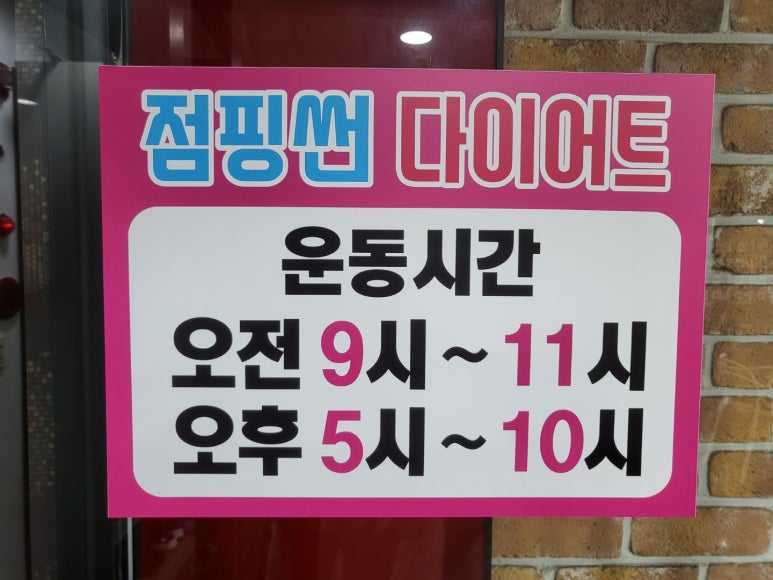 점핑썬 다이어트
운동시간
오전 9시~11시
오후 5시~10시